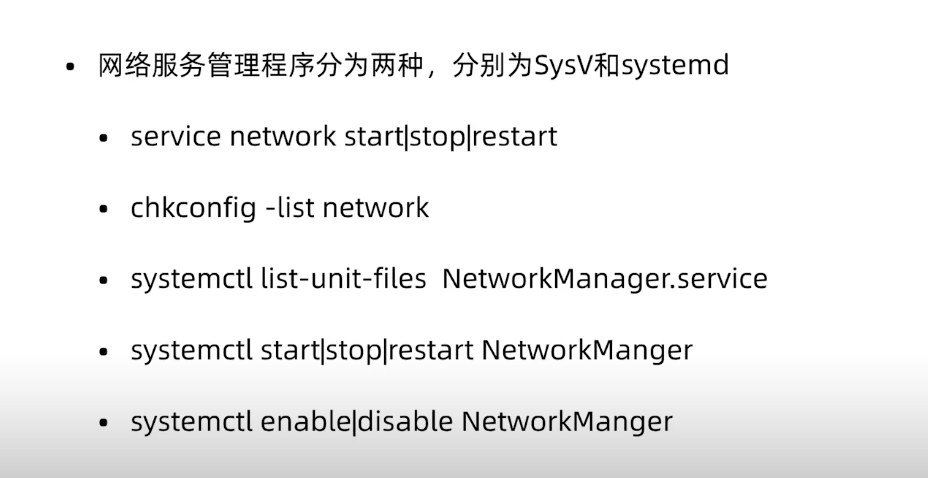 • 网络服务管理程序分为两种，分别为SysV和systemd
• service network start|stop|restart
• chkconfig -list network
• systemctl list-unit-files  NetworkManager.service
• systemctl start|stop|restart NetworkManger
• systemctl enable|disable NetworkManger